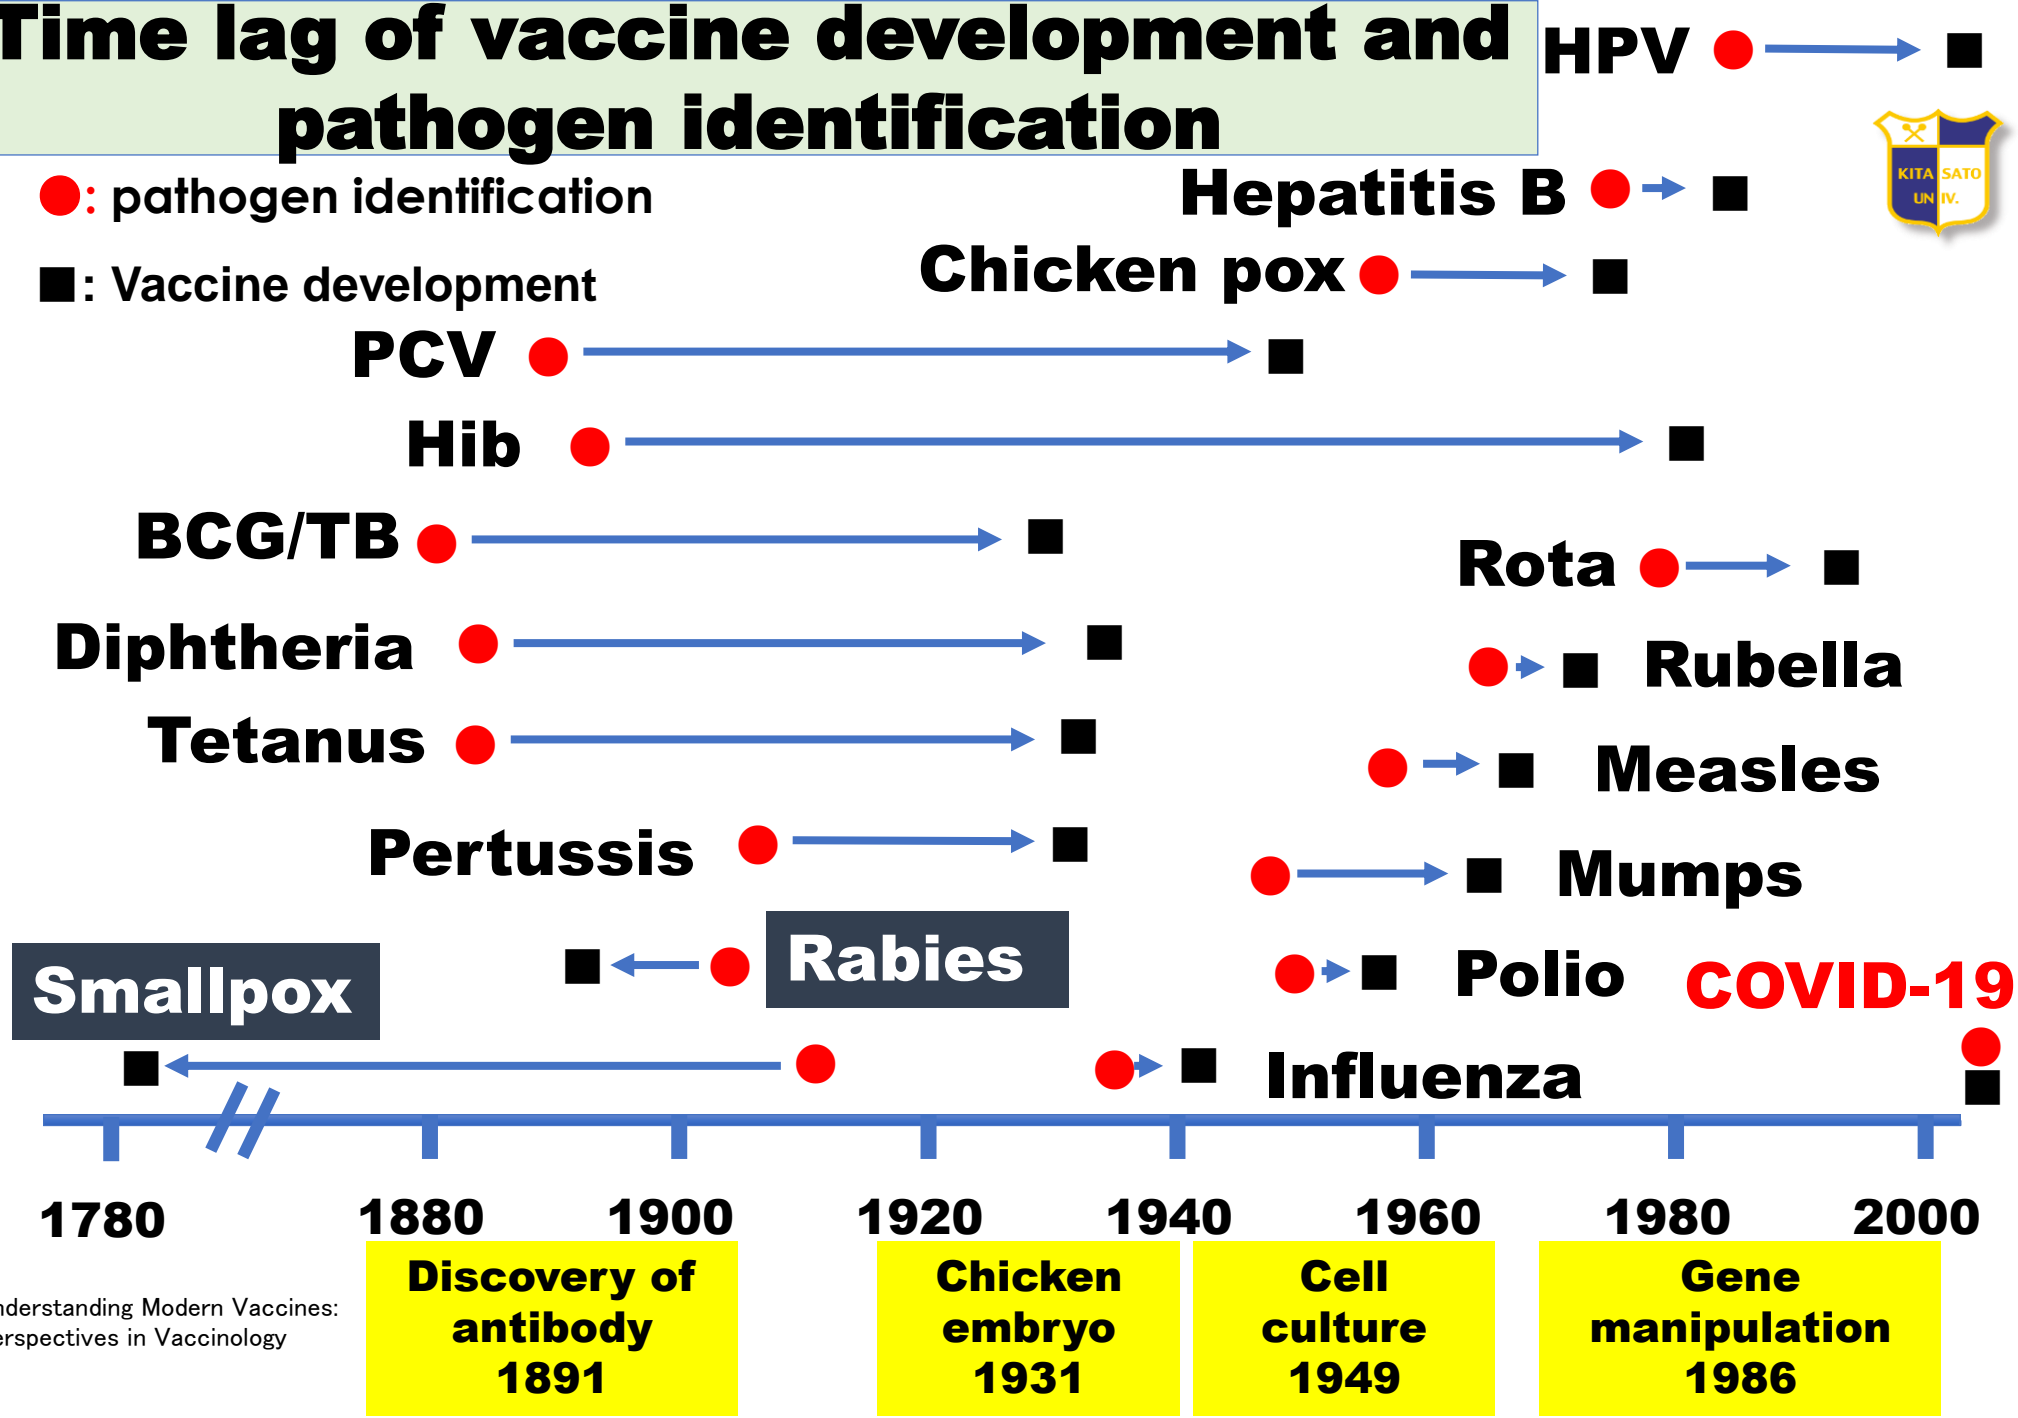 Time lag of vaccine development and
pathogen identification
HPV
KITA SATO
UNIV.
: pathogen identification
Hepatitis B
: Vaccine development
Chicken pox
PCV
Hib
BCG/TB
Rota
Diphtheria
Rubella
Tetanus
Measles
Pertussis
Mumps
Rabies
Smallpox
Polio
COVID-19
Influenza
1780
1880
1900
1920
1940
1960
1980
2000
Discovery of
antibody
1891
Chicken
embryo
1931
Cell
culture
1949
Gene
manipulation
1986
nderstanding Modern Vaccines:
erspectives in Vaccinology